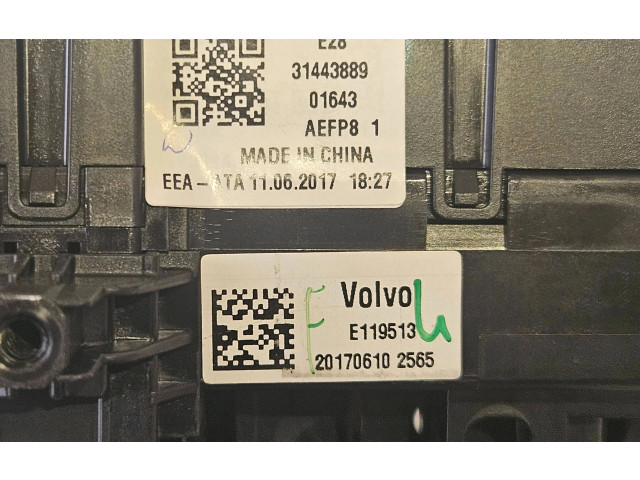 E28
31443889
01643
AEFP8 1
MADE IN CHINA
EEA-ATA 11.06.2017 18:27
Volvo
E119513
20170610 2565